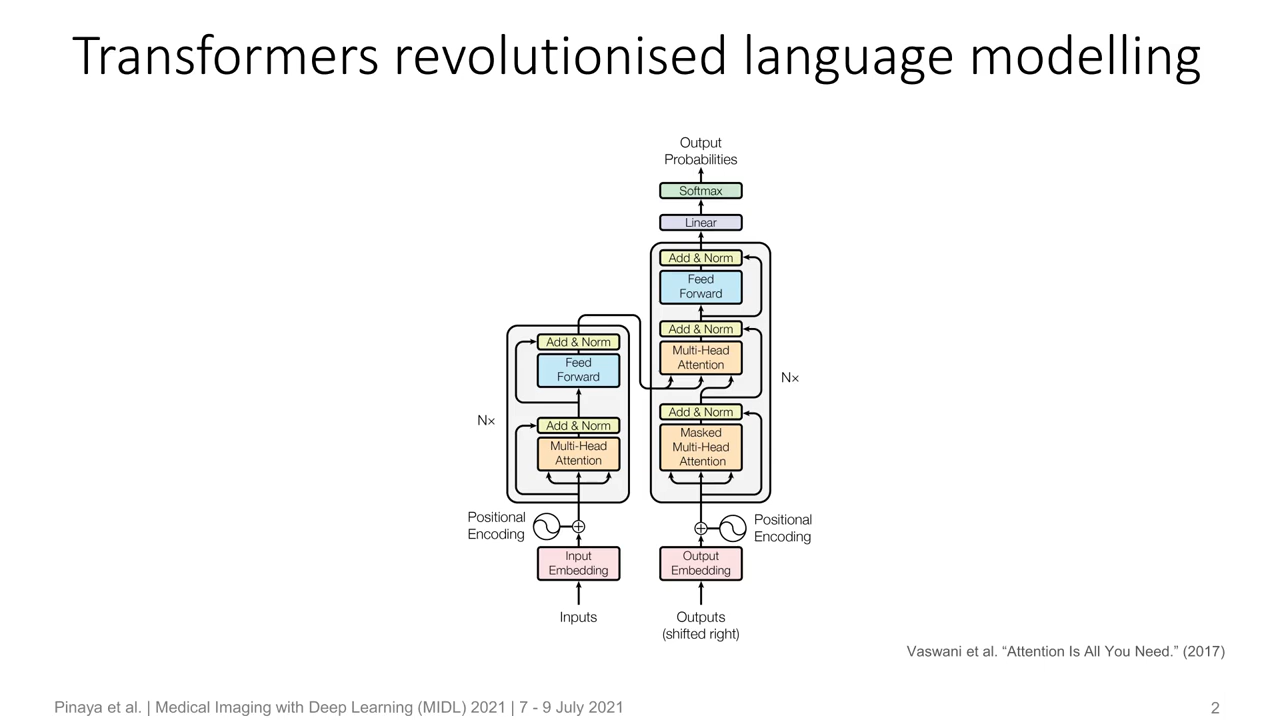 Transformers revolutionised language modelling
Output
Probabilities
Softmax
Linear
Add & Norm
Feed
Forward
Add & Norm
Multi-Head
Attention
Add & Norm
Masked
Multi-Head
Attention
N×
Add & Norm
Feed
Forward
Add & Norm
Multi-Head
Attention
N×
Positional
Encoding
Positional
Encoding
Input
Embedding
Output
Embedding
Inputs
Outputs
(shifted right)
Vaswani et al. “Attention Is All You Need.” (2017)
Pinaya et al. | Medical Imaging with Deep Learning (MIDL) 2021 | 7 - 9 July 2021
2